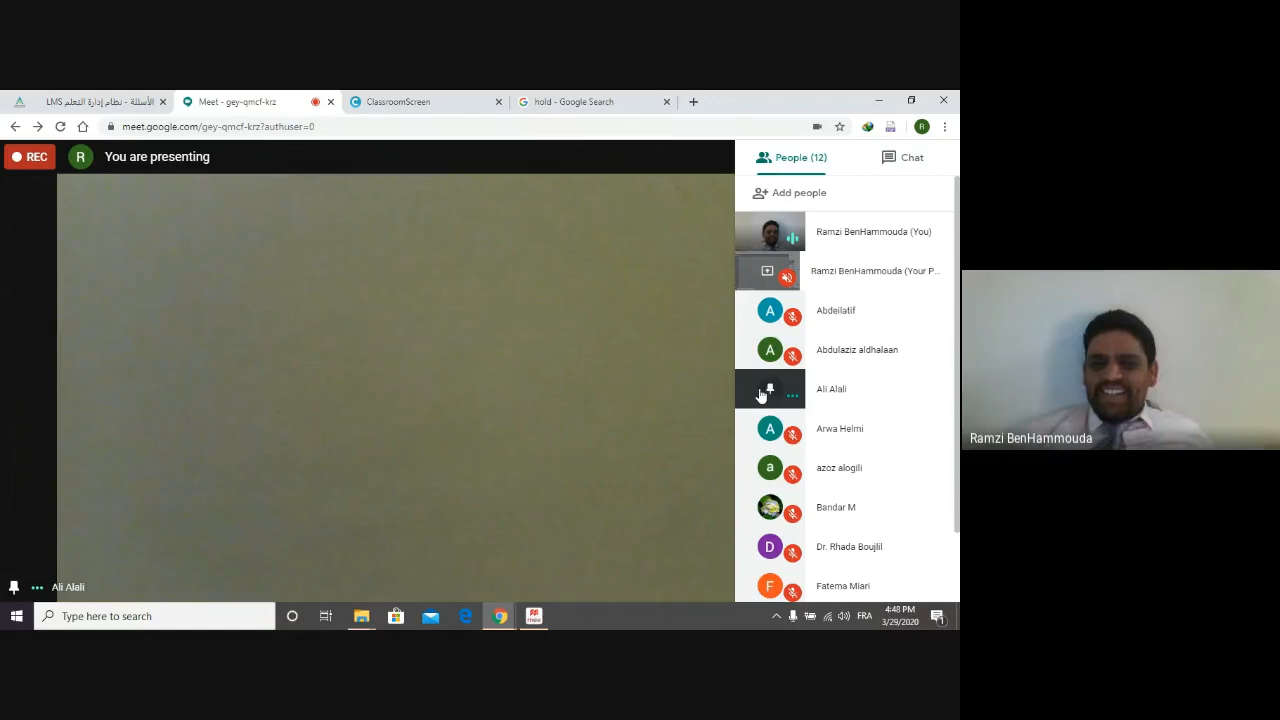 الأسئلة - نظام إدارة التعلم LMS
Meet - gey-qmcf-krz
ClassroomScreen
hold - Google Search
meet.google.com/gey-qmcf-krz?authuser=0
R
REC
R
You are presenting
People (12)
Chat
Add people
Ramzi BenHammouda (You)
Ramzi BenHammouda (Your P...
A
Abdellatif
A
Abdulaziz aldhalaan
Ali Alali
A
Arwa Helmi
a
azoz alogili
Bandar M
D
Dr. Rhada Boujlil
F
Fatema Miari
Ali Alali
Type here to search
FRA
4:48 PM
3/29/2020
1
Ramzi BenHammouda